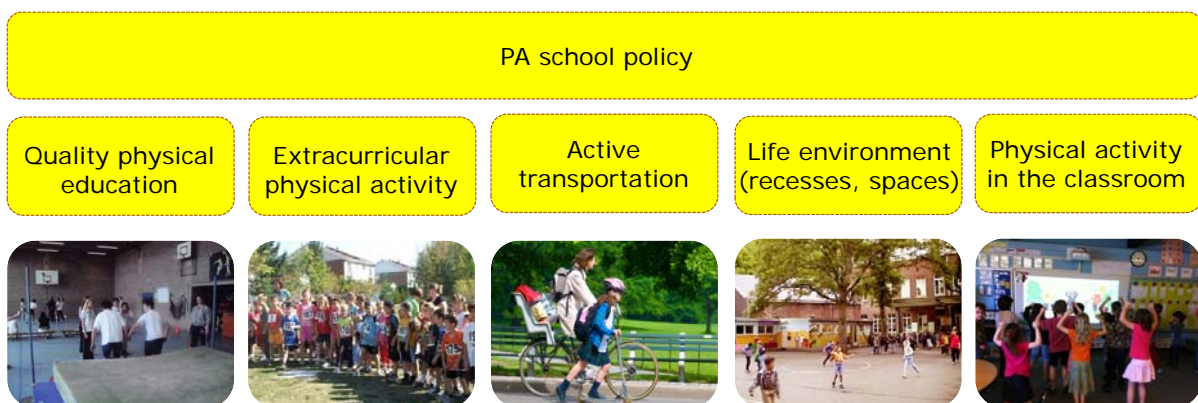 PA school policy
Quality physical
education
Extracurricular
physical activity
Active
transportation
Life environment
(recesses, spaces)
Physical activity
in the classroom